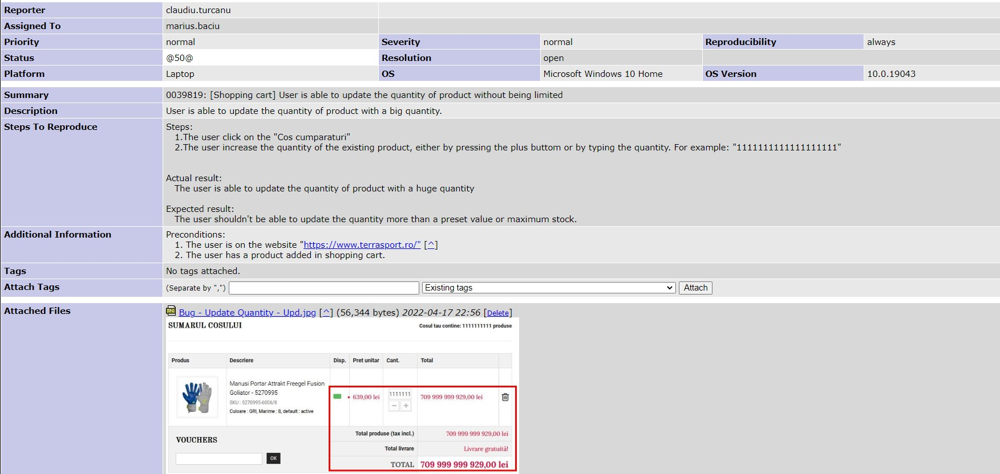 Reporter claudiu.turcanu
Assigned To marius.baciu
Priority normal Severity normal Reproducibility always
Status @50@ Resolution open
Platform Laptop OS Microsoft Windows 10 Home OS Version 10.0.19043
Summary 0039819: [Shopping cart] User is able to update the quantity of product without being limited
Description User is able to update the quantity of product with a big quantity.
Steps To Reproduce Steps:
1.The user click on the "Cos cumparaturi"
2.The user increase the quantity of the existing product, either by pressing the plus buttom or by typing the quantity. For example: "1111111111111111111"
Actual result:
The user is able to update the quantity of product with a huge quantity
Expected result:
The user shouldn't be able to update the quantity more than a preset value or maximum stock.
Additional Information Preconditions:
1. The user is on the website "https://www.terrasport.ro/" [^]
2. The user has a product added in shopping cart.
Tags No tags attached.
Attach Tags (Separate by ",") Existing tags Attach
Attached Files Bug - Update Quantity - Upd.jpg [^] (56,344 bytes) 2022-04-17 22:56 [Delete]
SUMARUL COSULUI Cosul tau contine: 1111111111 produse
Produs Descriere Disp. Pret unitar Cant. Total
Manusi Portar Attrakt Freegel Fusion
Goliator - 5270995
SKU : 5270995-6006/8
Culoare : GRI, Marime : 8, default : active
639,00 lei 1111111 709 999 999 929,00 lei
− +
Total produse (tax incl.) 709 999 999 929,00 lei
VOUCHERS
Total livrare Livrare gratuită!
OK
TOTAL 709 999 999 929,00 lei